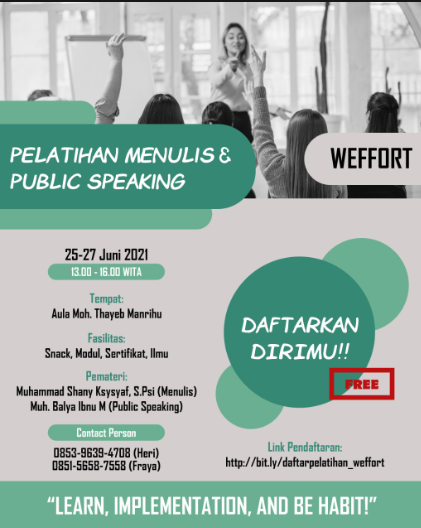 PELATIHAN MENULIS &
PUBLIC SPEAKING
WEFFORT
25-27 Juni 2021
13.00 - 16.00 WITA
Tempat:
Aula Moh. Thayeb Manrihu
Fasilitas:
Snack, Modul, Sertifikat, Ilmu
Pemateri:
Muhammad Shany Ksysyaf, S.Psi (Menulis)
Muh. Balya Ibnu M (Public Speaking)
Contact Person
0853-9639-4708 (Heri)
0851-5658-7558 (Fraya)
DAFTARKAN
DIRIMU!!
FREE
Link Pendaftaran:
http://bit.ly/daftarpelatihan_weffort
“LEARN, IMPLEMENTATION, AND BE HABIT!”